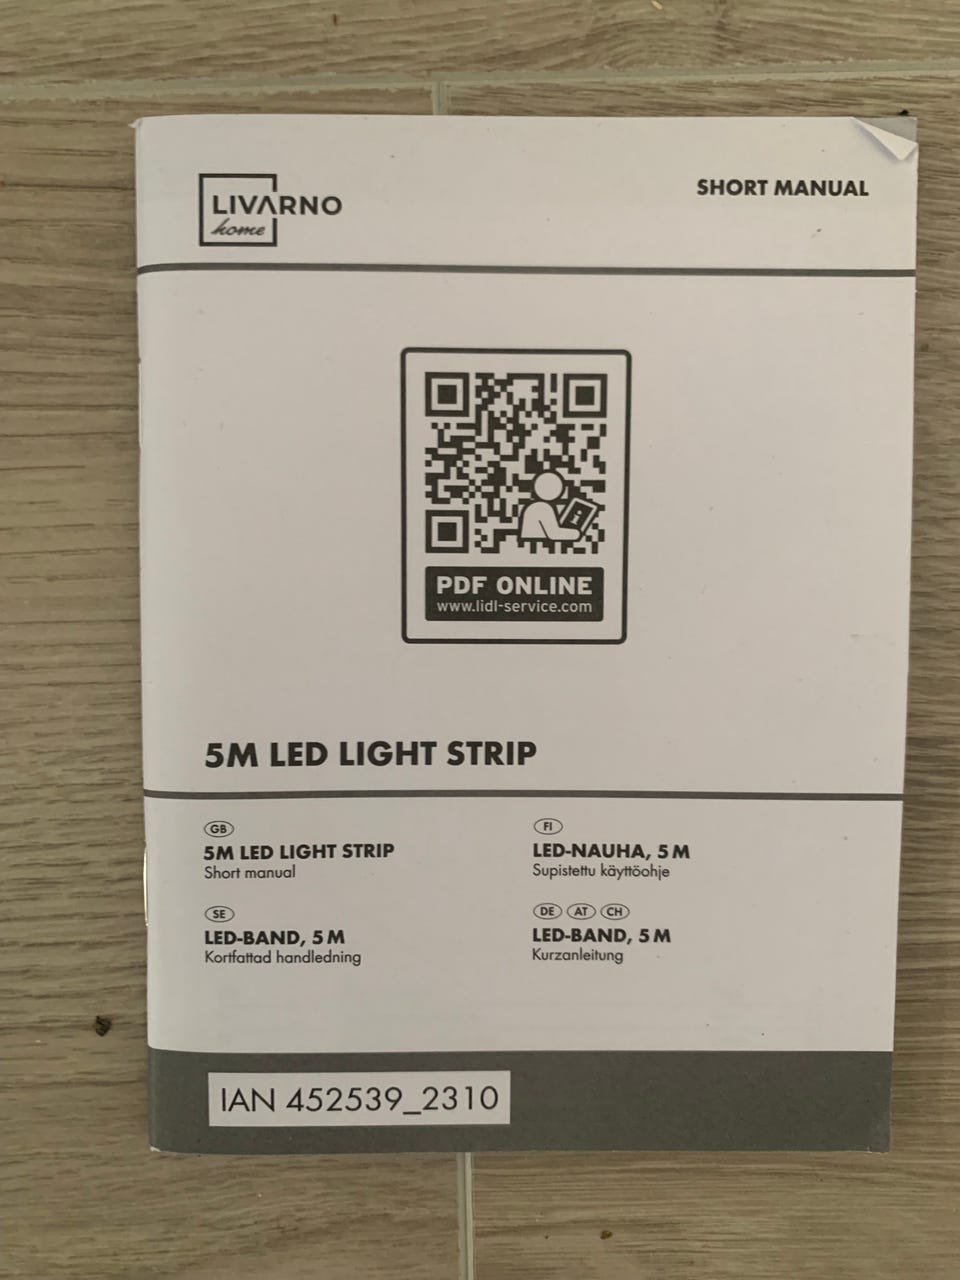 LIVARNO
home
SHORT MANUAL
PDF ONLINE
www.lidl-service.com
5M LED LIGHT STRIP
GB
5M LED LIGHT STRIP
Short manual
FI
LED-NAUHA, 5 M
Supistettu käyttöohje
SE
LED-BAND, 5 M
Kortfattad handledning
DE AT CH
LED-BAND, 5 M
Kurzanleitung
IAN 452539_2310